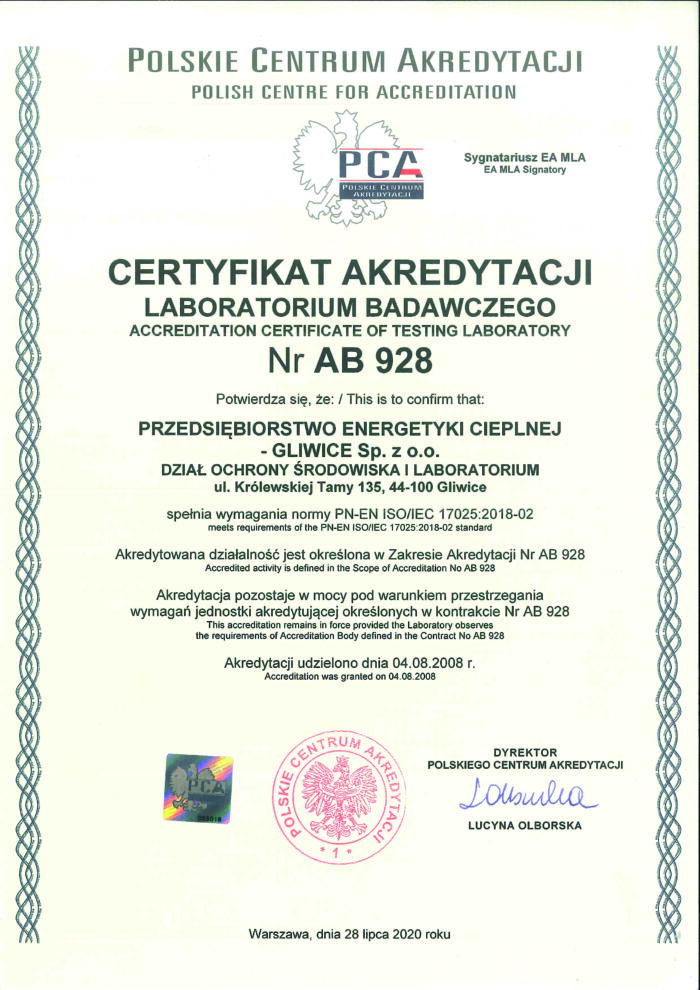 POLSKIE CENTRUM AKREDYTACJI
POLISH CENTRE FOR ACCREDITATION
PCA
POLSKIE CENTRUM
AKREDYTACJI
Sygnatariusz EA MLA
EA MLA Signatory
CERTYFIKAT AKREDYTACJI
LABORATORIUM BADAWCZEGO
ACCREDITATION CERTIFICATE OF TESTING LABORATORY
Nr AB 928
Potwierdza się, że: / This is to confirm that:
PRZEDSIĘBIORSTWO ENERGETYKI CIEPLNEJ
- GLIWICE Sp. z o.o.
DZIAŁ OCHRONY ŚRODOWISKA I LABORATORIUM
ul. Królewskiej Tamy 135, 44-100 Gliwice
spełnia wymagania normy PN-EN ISO/IEC 17025:2018-02
meets requirements of the PN-EN ISO/IEC 17025:2018-02 standard
Akredytowana działalność jest określona w Zakresie Akredytacji Nr AB 928
Accredited activity is defined in the Scope of Accreditation No AB 928
Akredytacja pozostaje w mocy pod warunkiem przestrzegania
wymagań jednostki akredytującej określonych w kontrakcie Nr AB 928
This accreditation remains in force provided the Laboratory observes
the requirements of Accreditation Body defined in the Contract No AB 928
Akredytacji udzielono dnia 04.08.2008 r.
Accreditation was granted on 04.08.2008
PCA
POLSKIE CENTRUM AKREDYTACJI
* 1 *
DYREKTOR
POLSKIEGO CENTRUM AKREDYTACJI
LUCYNA OLBORSKA
Warszawa, dnia 28 lipca 2020 roku